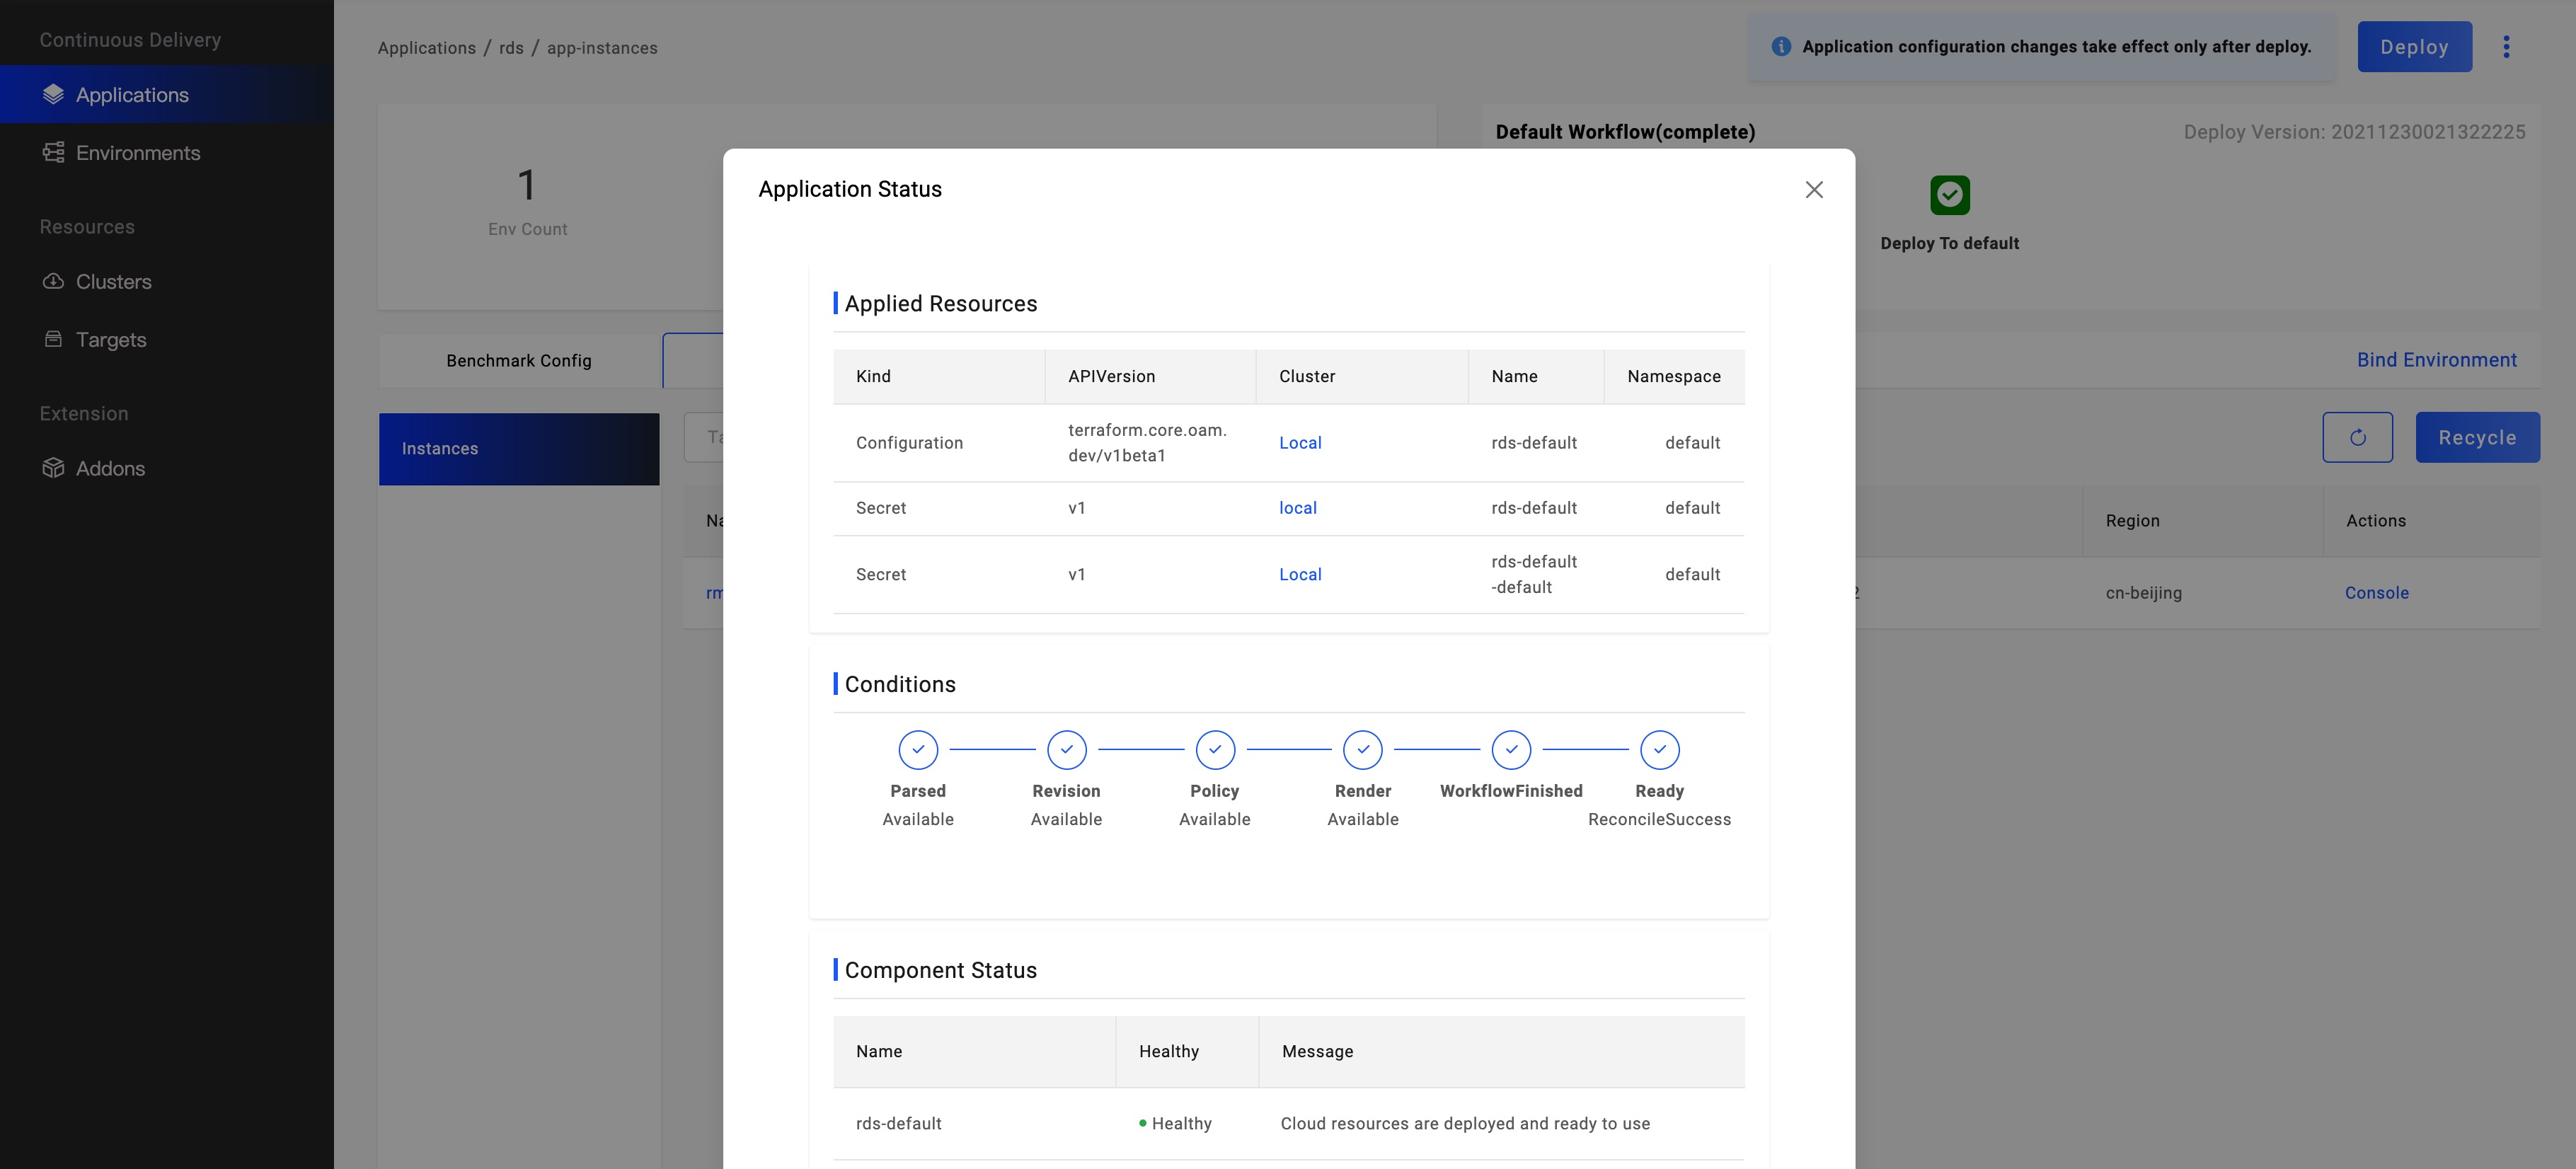 Continuous Delivery
Applications
Environments
Resources
Clusters
Targets
Extension
Addons
Applications / rds / app-instances
Application configuration changes take effect only after deploy.
Deploy
1
Env Count
Default Workflow(complete)
Deploy Version: 20211230021322225
Deploy To default
Benchmark Config
Bind Environment
Instances
Recycle
Region
Actions
cn-beijing
Console
Application Status
Applied Resources
Kind APIVersion Cluster Name Namespace
Configuration terraform.core.oam.dev/v1beta1 Local rds-default default
Secret v1 local rds-default default
Secret v1 Local rds-default-default default
Conditions
Parsed Revision Policy Render WorkflowFinished Ready
Available Available Available Available ReconcileSuccess
Component Status
Name Healthy Message
rds-default Healthy Cloud resources are deployed and ready to use